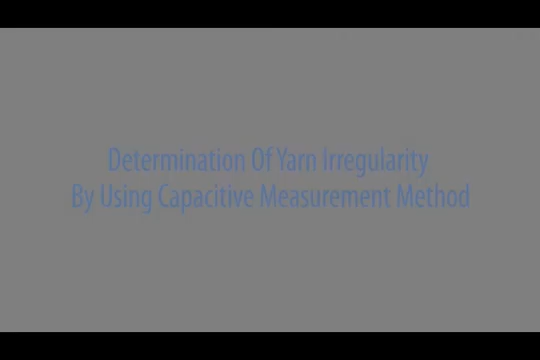 Determination Of Yarn Irregularity
By Using Capacitive Measurement Method